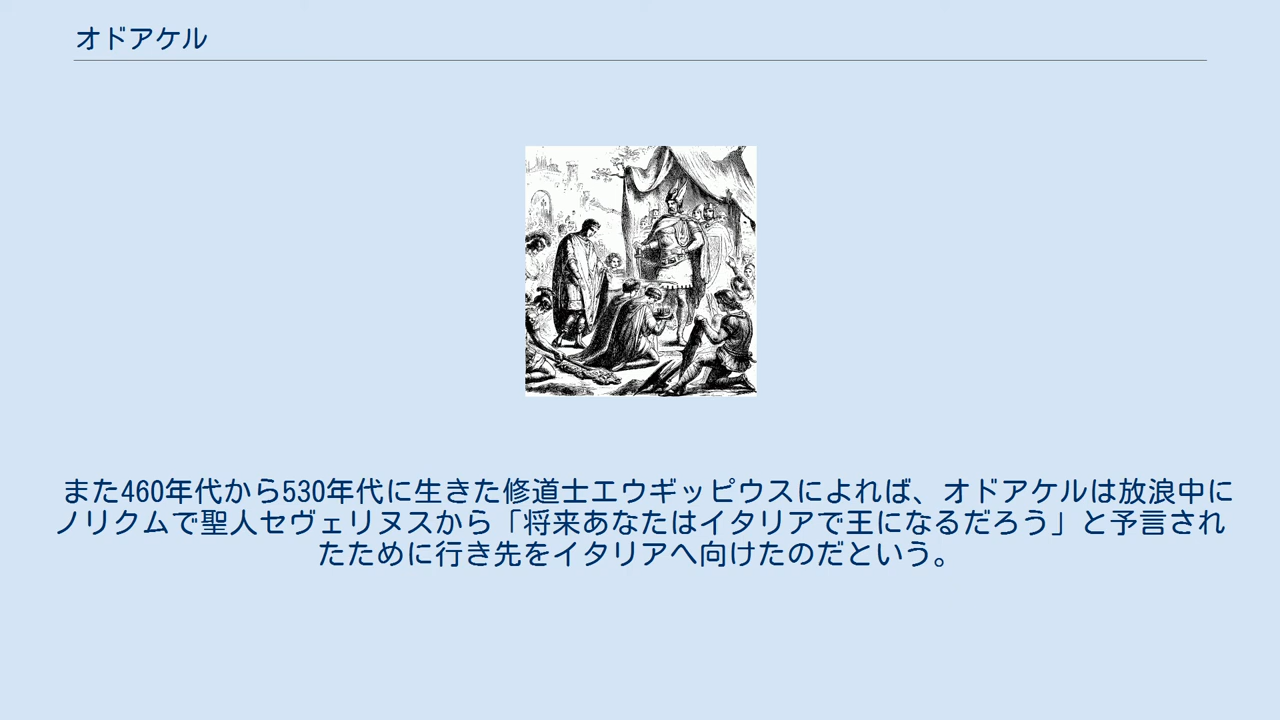 オドアケル
また460年代から530年代に生きた修道士エウギッピウスによれば、オドアケルは放浪中に
ノリクムで聖人セヴェリヌスから「将来あなたはイタリアで王になるだろう」と予言され
たために行き先をイタリアへ向けたのだという。